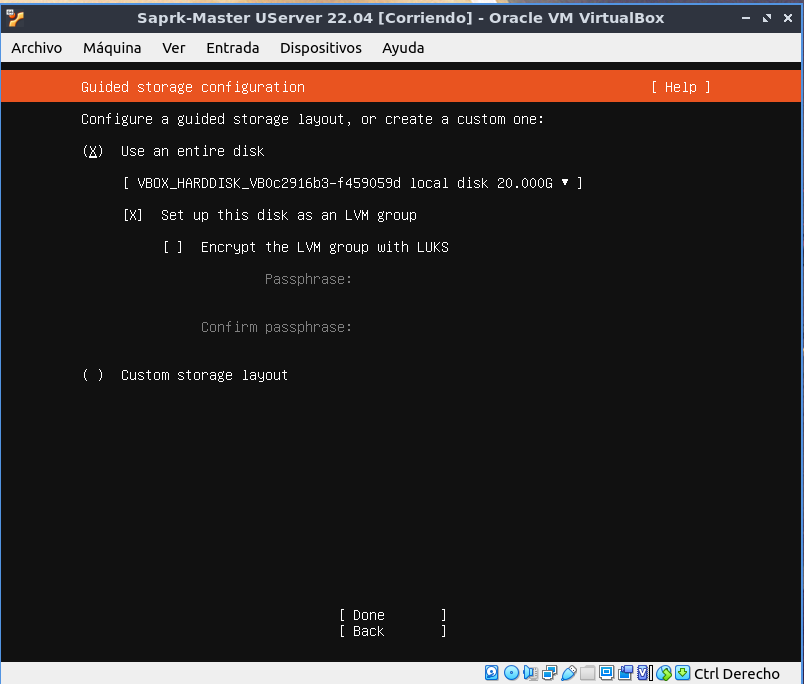 Saprk-Master UServer 22.04 [Corriendo] - Oracle VM VirtualBox
Archivo Máquina Ver Entrada Dispositivos Ayuda
Guided storage configuration [ Help ]
Configure a guided storage layout, or create a custom one:
(X) Use an entire disk
[ VBOX_HARDDISK_VB0c2916b3-f459059d local disk 20.000G ▾ ]
[X] Set up this disk as an LVM group
[ ] Encrypt the LVM group with LUKS
Passphrase:
Confirm passphrase:
( ) Custom storage layout
[ Done ]
[ Back ]
Ctrl Derecho